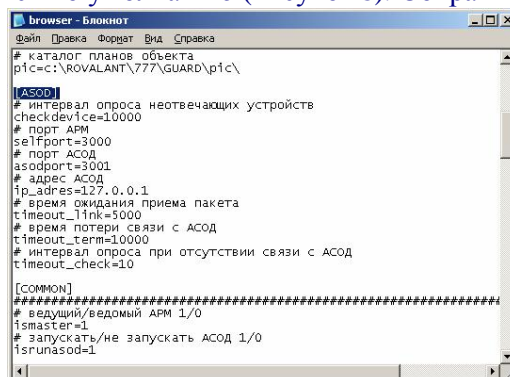 browser - Блокнот
Файл Правка Формат Вид Справка
# каталог планов объекта
pic=c:\ROVALANT\777\GUARD\pic\
[ASOD]
# интервал опроса неотвечающих устройств
checkdevice=10000
# порт АРМ
selfport=3000
# порт АСОД
asodport=3001
# адрес АСОД
ip_adres=127.0.0.1
# время ожидания приема пакета
timeout_link=5000
# время потери связи с АСОД
timeout_term=10000
# интервал опроса при отсутствии связи с АСОД
timeout_check=10
[COMMON]
################################################################
# ведущий/ведомый АРМ 1/0
ismaster=1
# запускать/не запускать АСОД 1/0
isrunasod=1